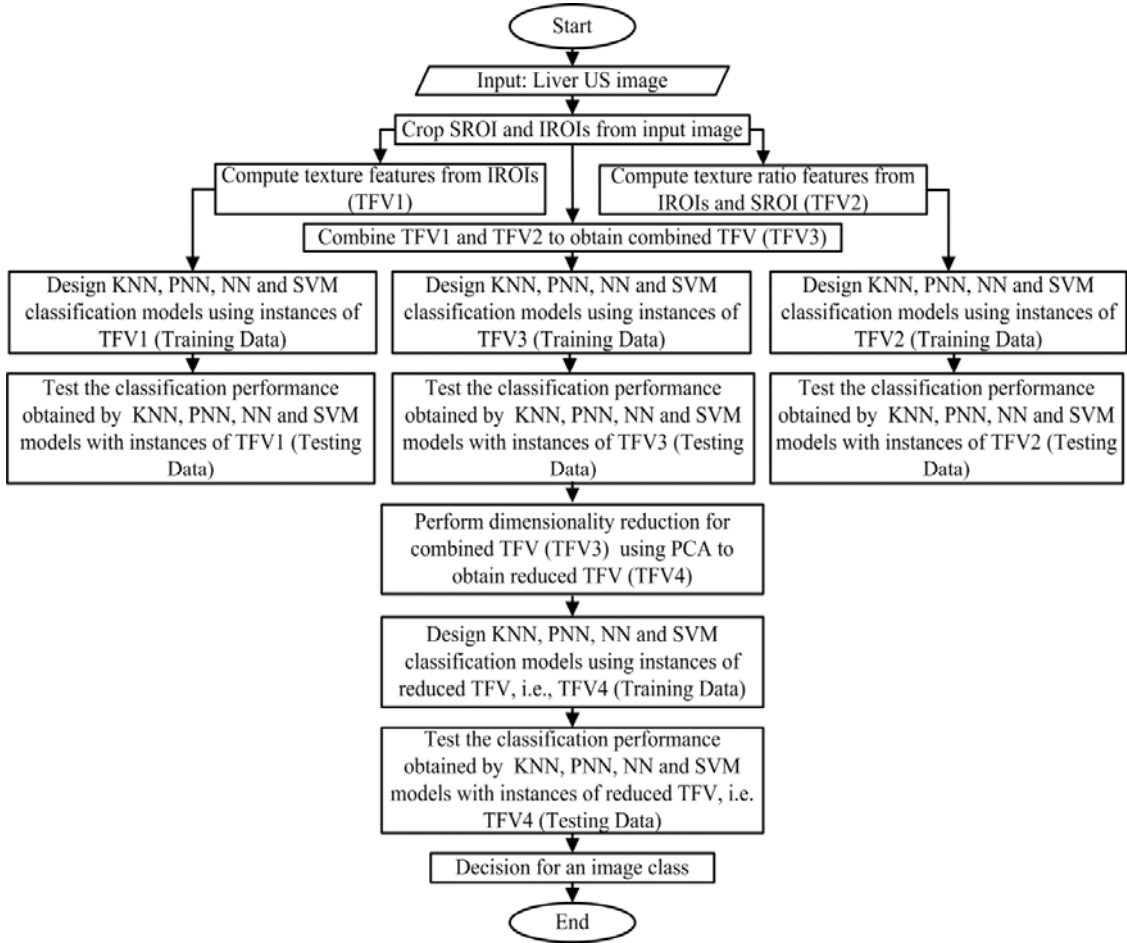 Start
Input: Liver US image
Crop SROI and IROIs from input image
Compute texture features from IROIs
(TFV1)
Compute texture ratio features from
IROIs and SROI (TFV2)
Combine TFV1 and TFV2 to obtain combined TFV (TFV3)
Design KNN, PNN, NN and SVM
classification models using instances of
TFV1 (Training Data)
Design KNN, PNN, NN and SVM
classification models using instances of
TFV3 (Training Data)
Design KNN, PNN, NN and SVM
classification models using instances of
TFV2 (Training Data)
Test the classification performance
obtained by KNN, PNN, NN and SVM
models with instances of TFV1 (Testing
Data)
Test the classification performance
obtained by KNN, PNN, NN and SVM
models with instances of TFV3 (Testing
Data)
Test the classification performance
obtained by KNN, PNN, NN and SVM
models with instances of TFV2 (Testing
Data)
Perform dimensionality reduction for
combined TFV (TFV3) using PCA to
obtain reduced TFV (TFV4)
Design KNN, PNN, NN and SVM
classification models using instances of
reduced TFV, i.e., TFV4 (Training Data)
Test the classification performance
obtained by KNN, PNN, NN and SVM
models with instances of reduced TFV, i.e.
TFV4 (Testing Data)
Decision for an image class
End